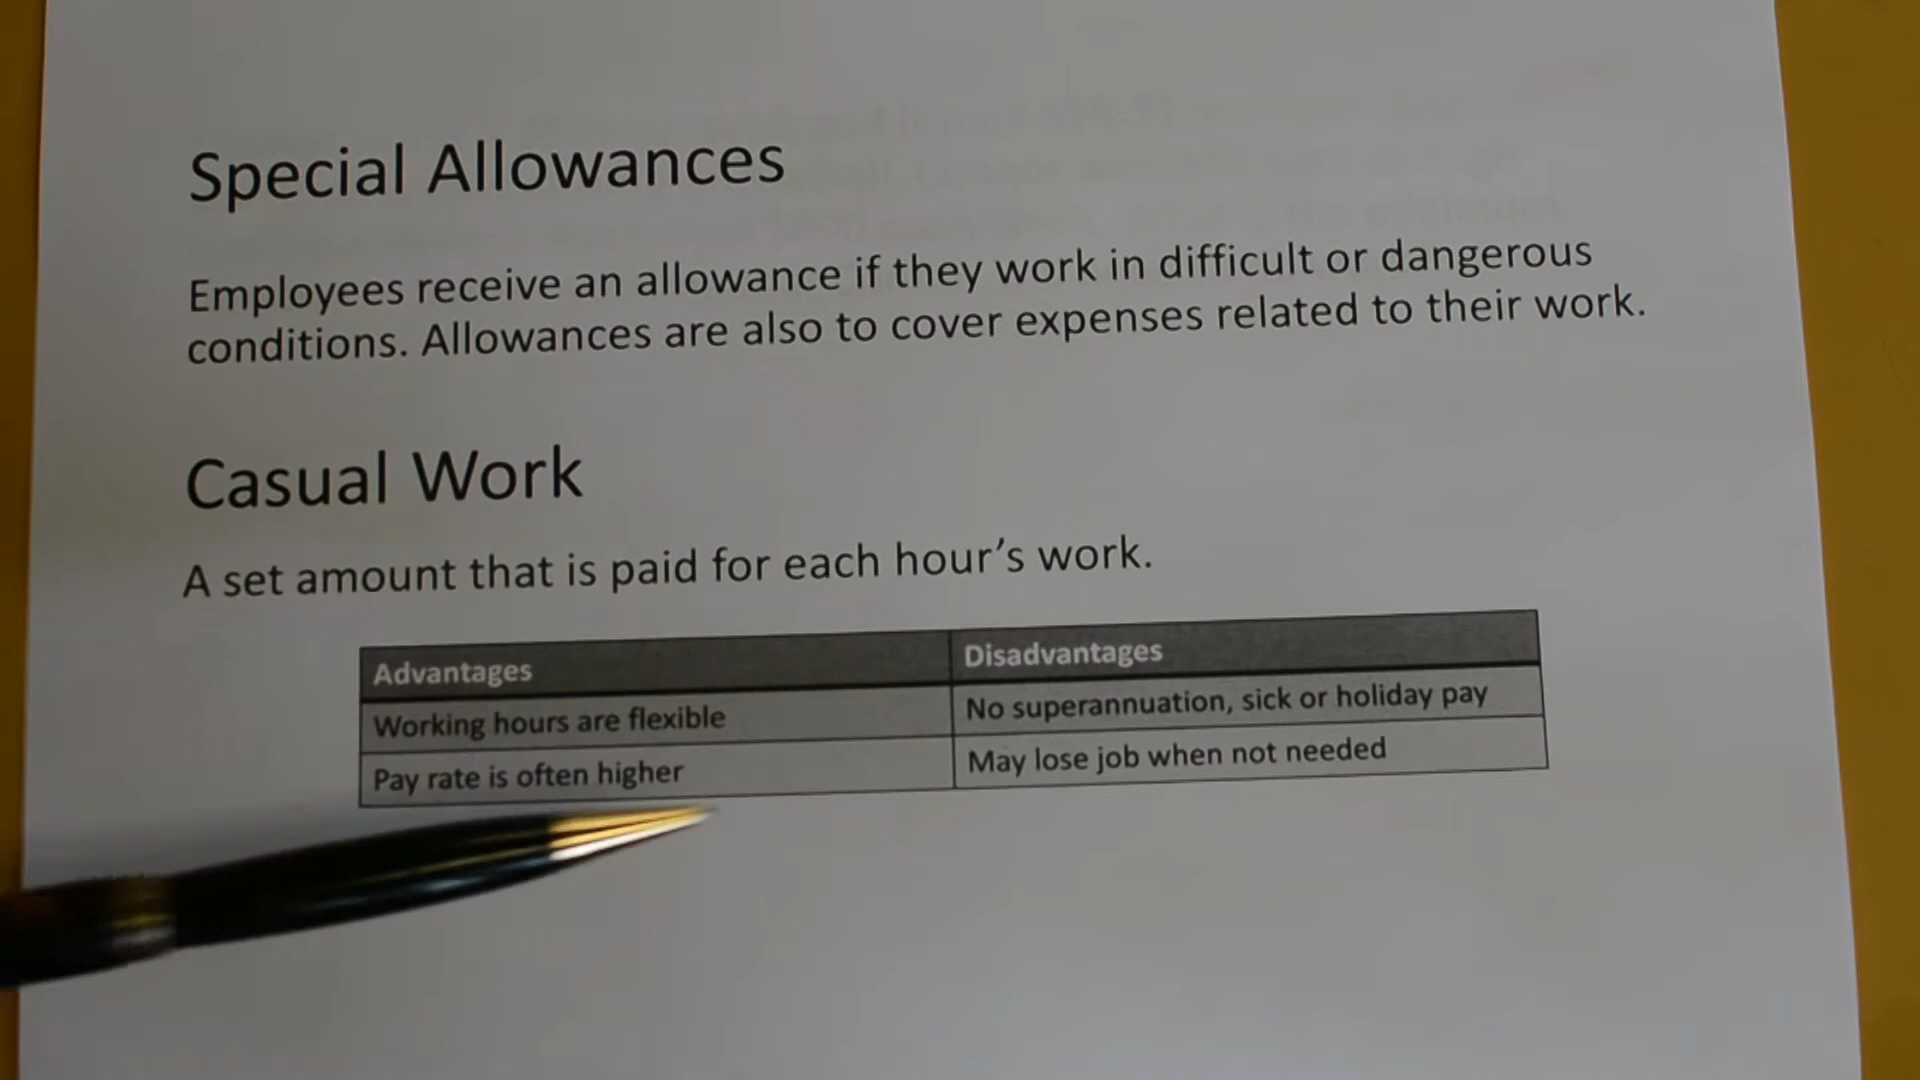 Special Allowances
Employees receive an allowance if they work in difficult or dangerous
conditions. Allowances are also to cover expenses related to their work.
Casual Work
A set amount that is paid for each hour's work.
Advantages Disadvantages
Working hours are flexible No superannuation, sick or holiday pay
Pay rate is often higher May lose job when not needed